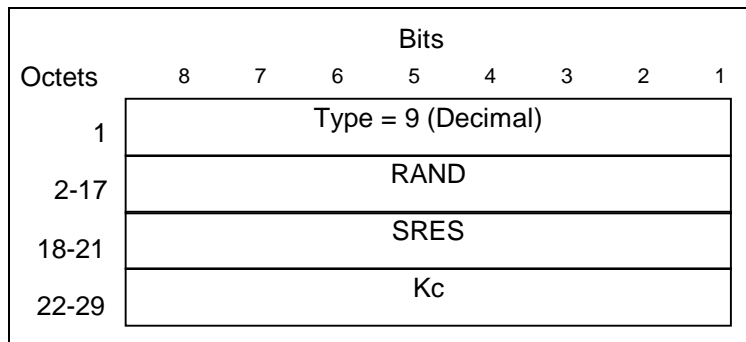 Bits
Octets 8 7 6 5 4 3 2 1
1 Type = 9 (Decimal)
2-17 RAND
18-21 SRES
22-29 Kc